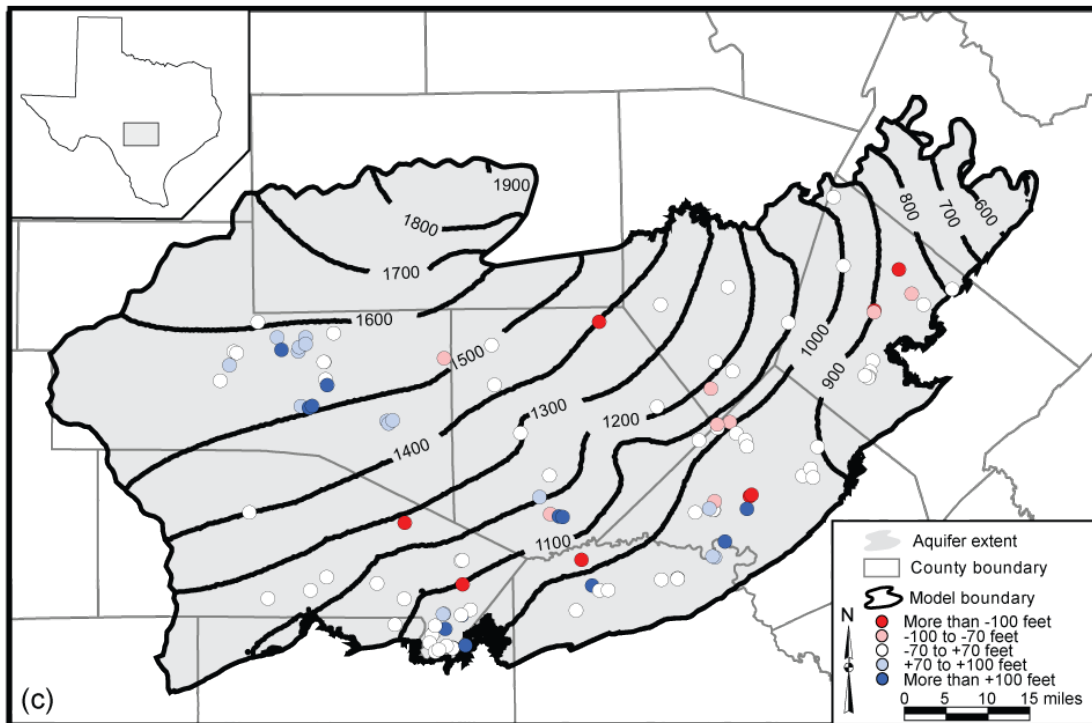 1900
1800
1700
1600
1500
1400
1300
1200
1100
1000
900
800
700
600
Aquifer extent
County boundary
Model boundary
More than -100 feet
-100 to -70 feet
-70 to +70 feet
+70 to +100 feet
More than +100 feet
N
0 5 10 15 miles
(c)